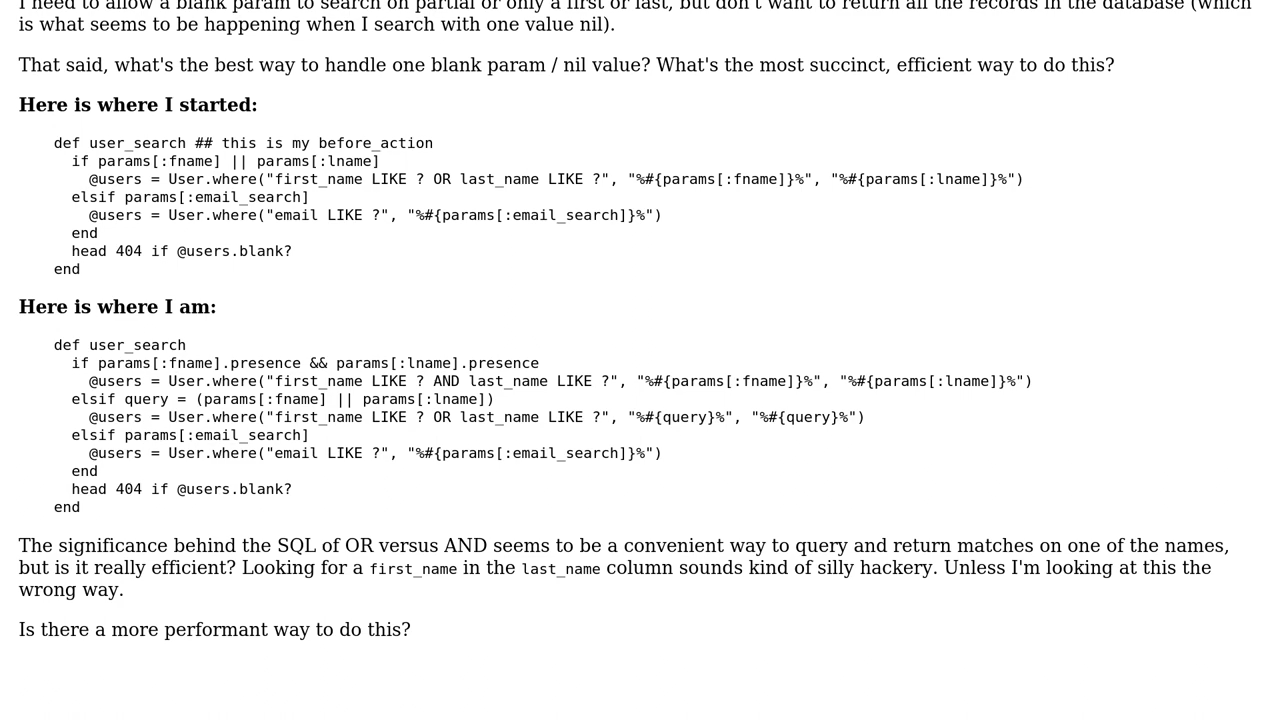 I need to allow a blank param to search on partial or only a first or last, but don't want to return all the records in the database (which
is what seems to be happening when I search with one value nil).
That said, what's the best way to handle one blank param / nil value? What's the most succinct, efficient way to do this?
Here is where I started:
def user_search ## this is my before_action
  if params[:fname] || params[:lname]
    @users = User.where("first_name LIKE ? OR last_name LIKE ?", "%#{params[:fname]}%", "%#{params[:lname]}%")
  elsif params[:email_search]
    @users = User.where("email LIKE ?", "%#{params[:email_search]}%")
  end
  head 404 if @users.blank?
end
Here is where I am:
def user_search
  if params[:fname].presence && params[:lname].presence
    @users = User.where("first_name LIKE ? AND last_name LIKE ?", "%#{params[:fname]}%", "%#{params[:lname]}%")
  elsif query = (params[:fname] || params[:lname])
    @users = User.where("first_name LIKE ? OR last_name LIKE ?", "%#{query}%", "%#{query}%")
  elsif params[:email_search]
    @users = User.where("email LIKE ?", "%#{params[:email_search]}%")
  end
  head 404 if @users.blank?
end
The significance behind the SQL of OR versus AND seems to be a convenient way to query and return matches on one of the names,
but is it really efficient? Looking for a first_name in the last_name column sounds kind of silly hackery. Unless I'm looking at this the
wrong way.
Is there a more performant way to do this?